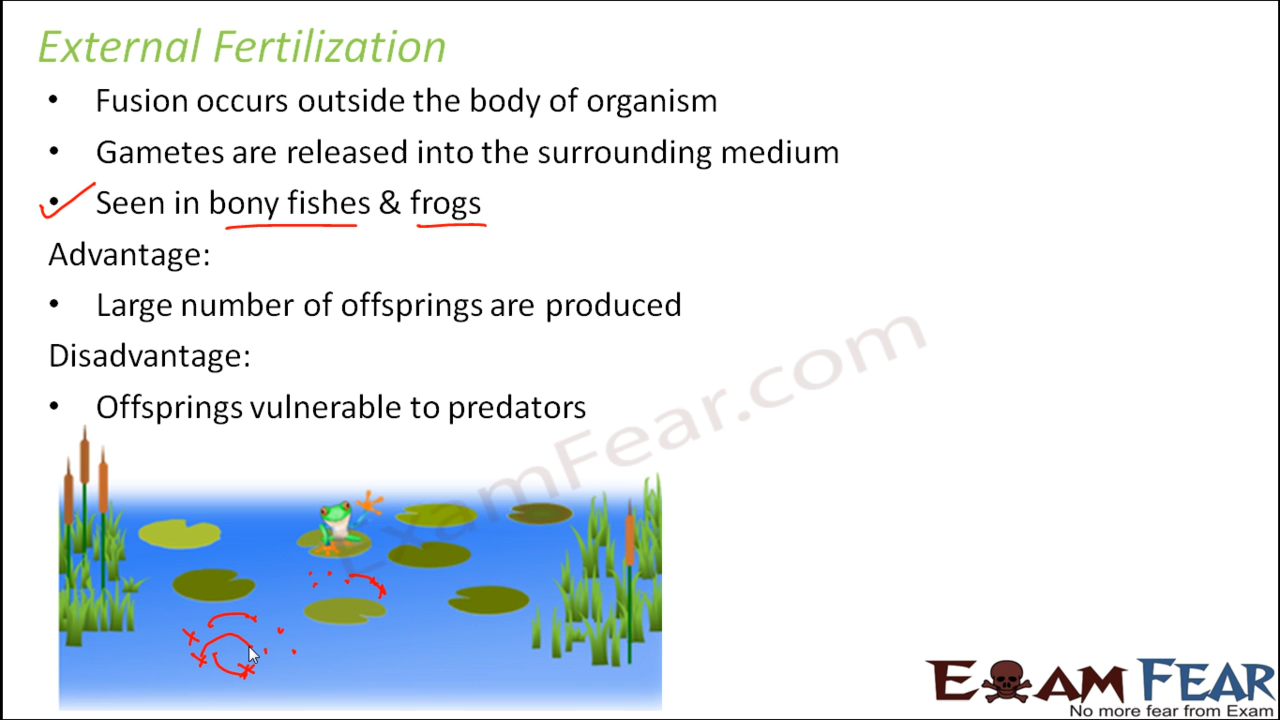 External Fertilization
• Fusion occurs outside the body of organism
• Gametes are released into the surrounding medium
• Seen in bony fishes & frogs
Advantage:
• Large number of offsprings are produced
Disadvantage:
• Offsprings vulnerable to predators
ExamFear.com
EXAM FEAR
No more fear from Exam